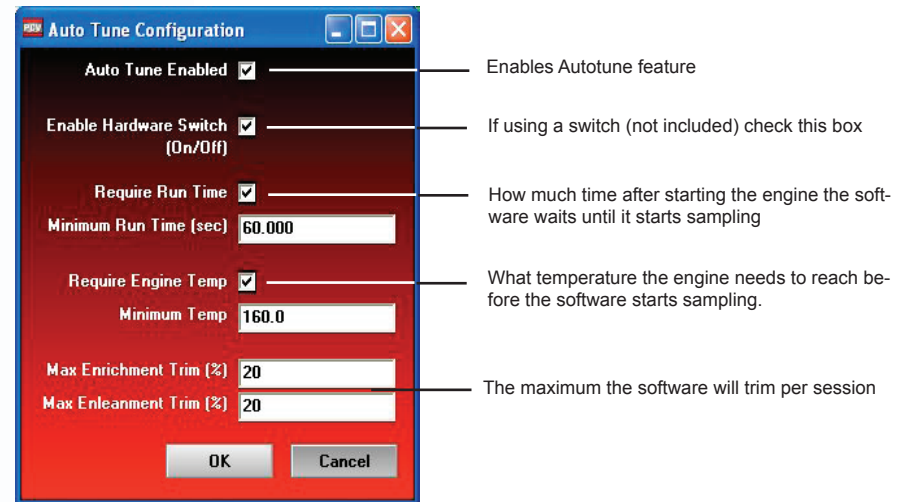 PCV Auto Tune Configuration
Auto Tune Enabled
Enables Autotune feature
Enable Hardware Switch
(On/Off)
If using a switch (not included) check this box
Require Run Time
How much time after starting the engine the soft-
ware waits until it starts sampling
Minimum Run Time (sec) 60.000
Require Engine Temp
What temperature the engine needs to reach be-
fore the software starts sampling.
Minimum Temp 160.0
Max Enrichment Trim (%) 20
The maximum the software will trim per session
Max Enleanment Trim (%) 20
OK Cancel